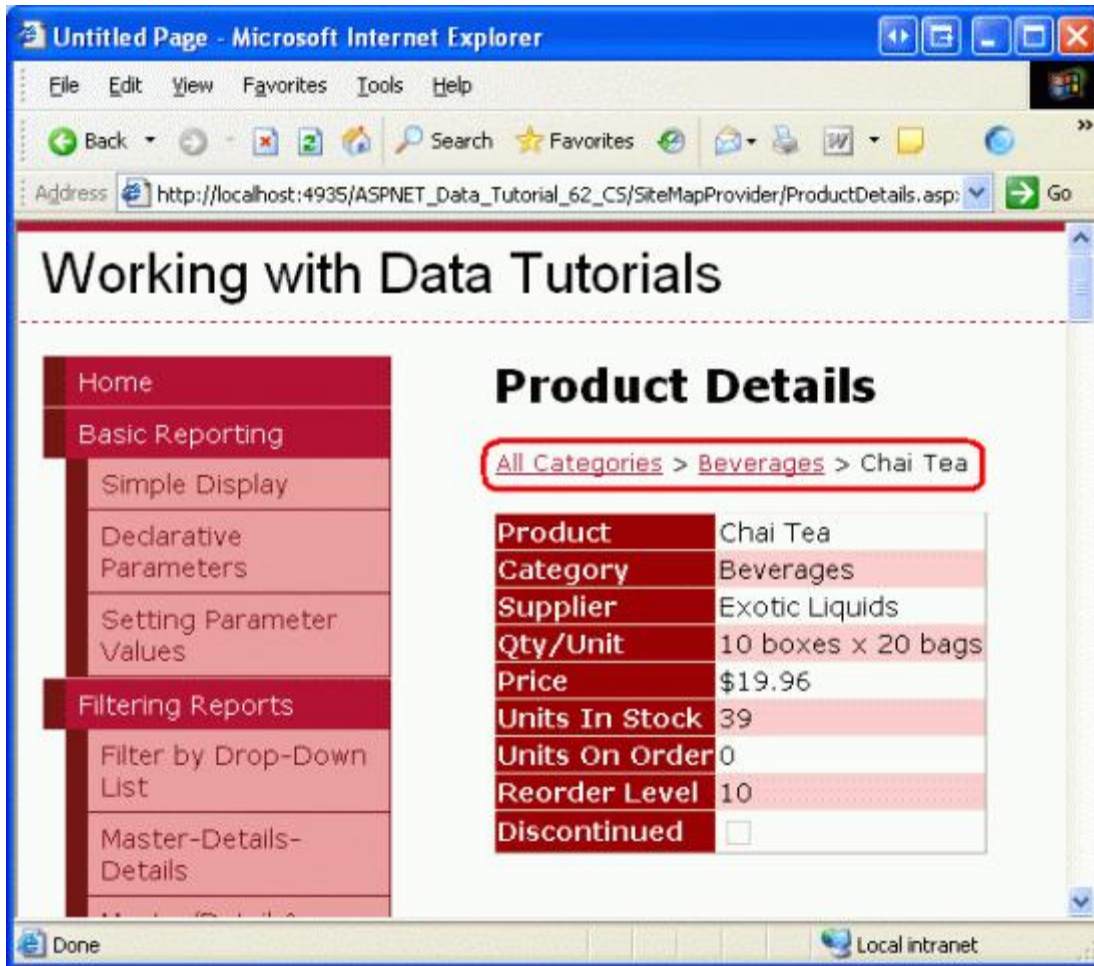 Untitled Page - Microsoft Internet Explorer
File Edit View Favorites Tools Help
Back Search Favorites
Address http://localhost:4935/ASPNET_Data_Tutorial_62_CS/SiteMapProvider/ProductDetails.asp Go
Working with Data Tutorials
Home
Basic Reporting
Simple Display
Declarative
Parameters
Setting Parameter
Values
Filtering Reports
Filter by Drop-Down
List
Master-Details-
Details
Product Details
All Categories > Beverages > Chai Tea
Product Chai Tea
Category Beverages
Supplier Exotic Liquids
Qty/Unit 10 boxes x 20 bags
Price $19.96
Units In Stock 39
Units On Order 0
Reorder Level 10
Discontinued
Done
Local intranet